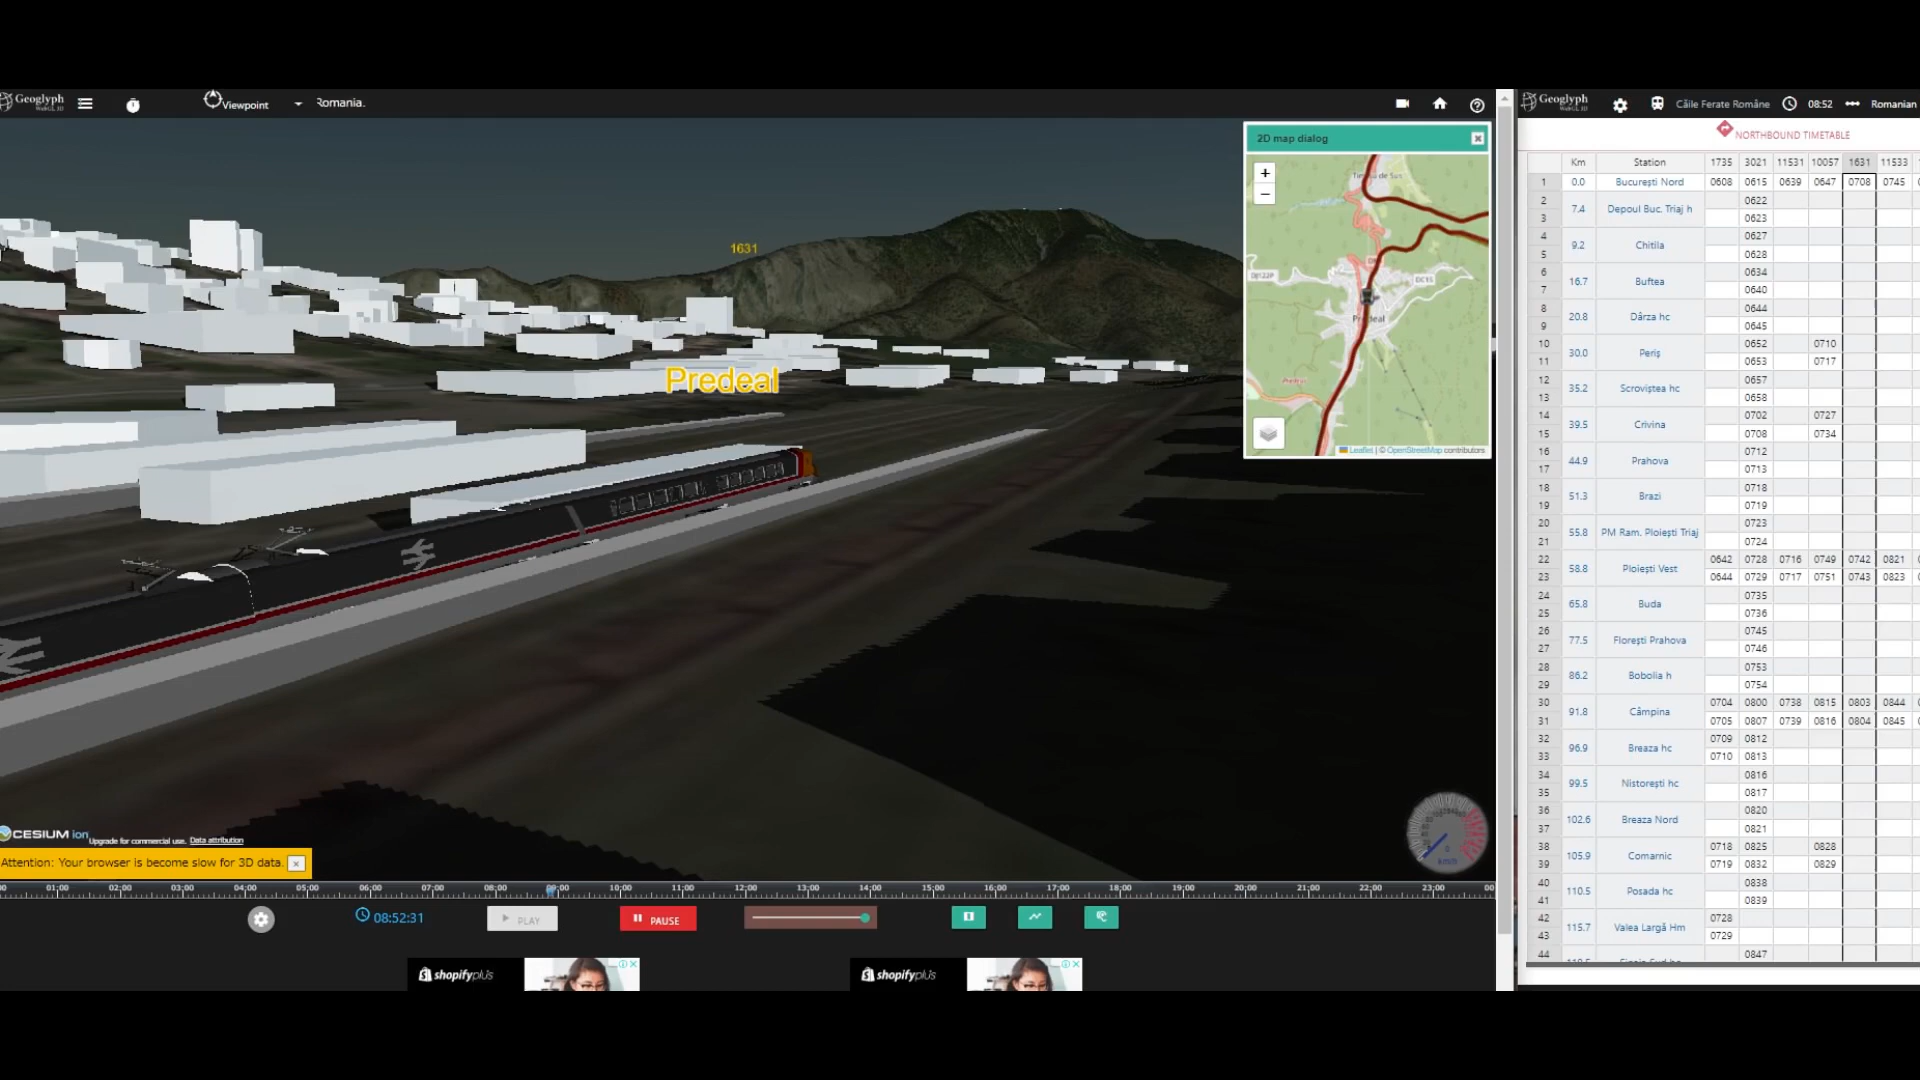 Geoglyph
Viewpoint
Romania.
1631
Predeal
2D map dialog
+
−
DJ122P
DC15
Predeal
Leaflet | © OpenStreetMap contributors
CESIUM ion
Upgrade for commercial use. Data attribution
Attention: Your browser is become slow for 3D data.
01:00 02:00 03:00 04:00 05:00 06:00 07:00 08:00 09:00 10:00 11:00 12:00 13:00 14:00 15:00 16:00 17:00 18:00 19:00 20:00 21:00 22:00 23:00 00
08:52:31
PLAY
PAUSE
shopifyplus
shopifyplus
Geoglyph
Căile Ferate Române
08:52
Romanian
NORTHBOUND TIMETABLE
Km Station 1735 3021 11531 10057 1631 11533
1 0.0 București Nord 0608 0615 0639 0647 0708 0745
2 0622
7.4 Depoul Buc. Triaj h
3 0623
4 0627
9.2 Chitila
5 0628
6 0634
16.7 Buftea
7 0640
8 0644
20.8 Dârza hc
9 0645
10 0652 0710
30.0 Periș
11 0653 0717
12 0657
35.2 Scroviștea hc
13 0658
14 0702 0727
39.5 Crivina
15 0708 0734
16 0712
44.9 Prahova
17 0713
18 0718
51.3 Brazi
19 0719
20 0723
55.8 PM Ram. Ploiești Triaj
21 0724
22 0642 0728 0716 0749 0742 0821
58.8 Ploiești Vest
23 0644 0729 0717 0751 0743 0823
24 0735
65.8 Buda
25 0736
26 0745
77.5 Florești Prahova
27 0746
28 0753
86.2 Bobolia h
29 0754
30 0704 0800 0738 0815 0803 0844
91.8 Câmpina
31 0705 0807 0739 0816 0804 0845
32 0709 0812
96.9 Breaza hc
33 0710 0813
34 0816
99.5 Nistorești hc
35 0817
36 0820
102.6 Breaza Nord
37 0821
38 0718 0825 0828
105.9 Comarnic
39 0719 0832 0829
40 0838
110.5 Posada hc
41 0839
42 0728
115.7 Valea Largă Hm
43 0729
44 0847